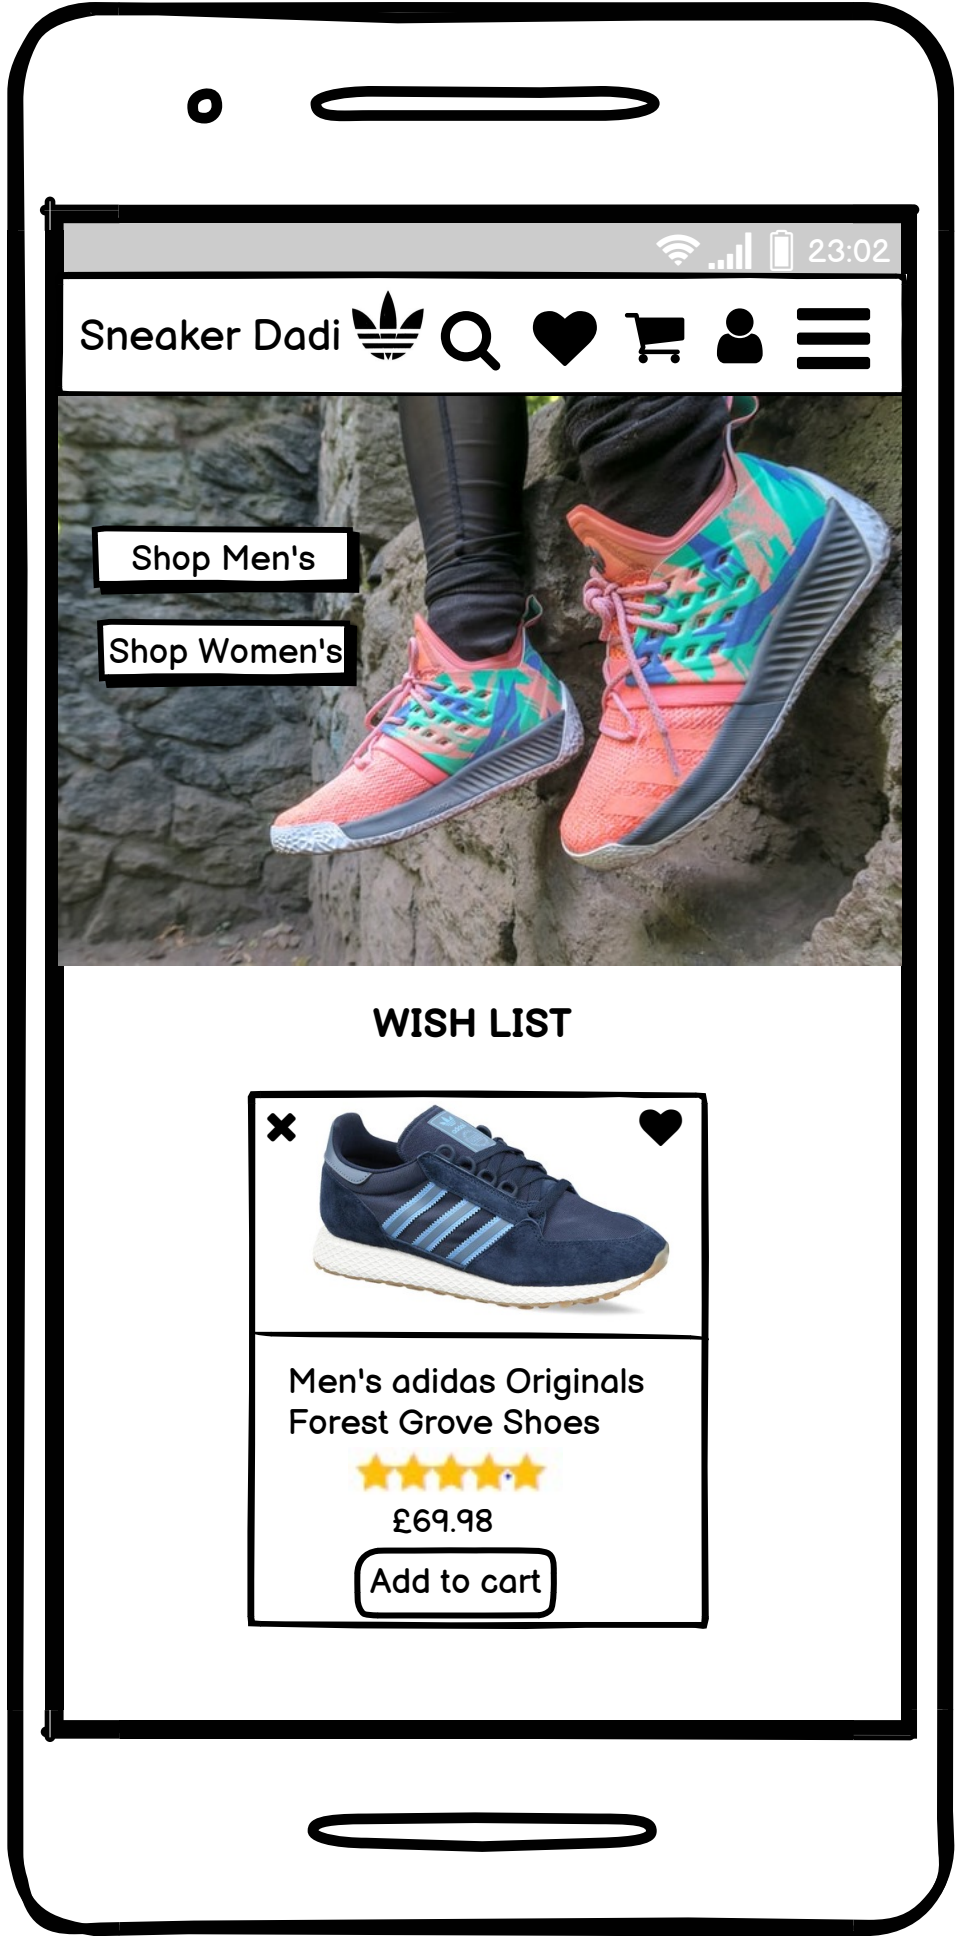 23:02
Sneaker Dadi
Shop Men's
Shop Women's
WISH LIST
Men's adidas Originals
Forest Grove Shoes
£69.98
Add to cart